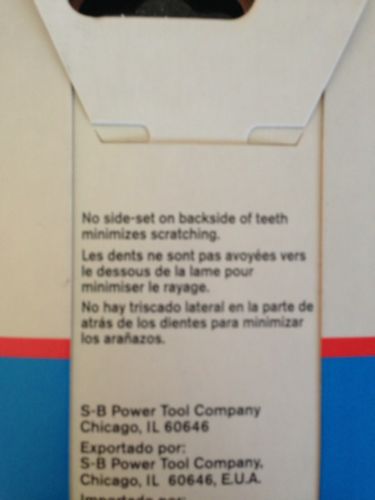 No side-set on backside of teeth
minimizes scratching.
Les dents ne sont pas avoyées vers
le dessous de la lame pour
minimiser le rayage.
No hay triscado lateral en la parte de
atrás de los dientes para minimizar
los arañazos.
S-B Power Tool Company
Chicago, IL 60646
Exportado por:
S-B Power Tool Company,
Chicago, IL 60646, E.U.A.
Importado por: